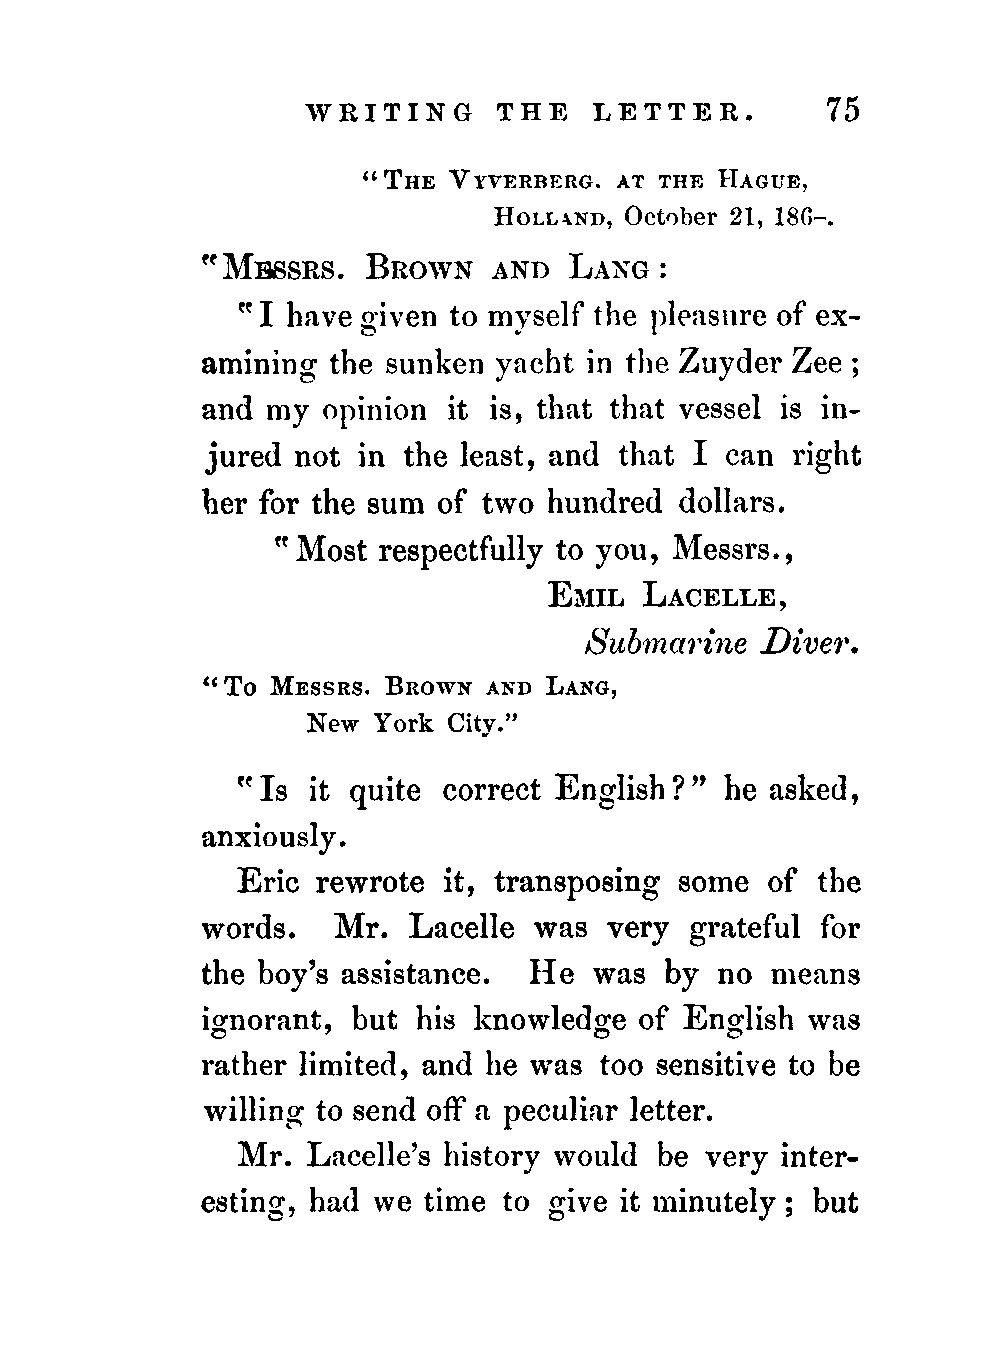 WRITING THE LETTER. 75
"THE VYVERBERG. AT THE HAGUE,
HOLLAND, October 21, 186-.
"MESSRS. BROWN AND LANG:
"I have given to myself the pleasure of ex-
amining the sunken yacht in the Zuyder Zee;
and my opinion it is, that that vessel is in-
jured not in the least, and that I can right
her for the sum of two hundred dollars.
"Most respectfully to you, Messrs.,
EMIL LACELLE,
Submarine Diver.
"TO MESSRS. BROWN AND LANG,
New York City."
"Is it quite correct English?" he asked,
anxiously.
Eric rewrote it, transposing some of the
words. Mr. Lacelle was very grateful for
the boy's assistance. He was by no means
ignorant, but his knowledge of English was
rather limited, and he was too sensitive to be
willing to send off a peculiar letter.
Mr. Lacelle's history would be very inter-
esting, had we time to give it minutely; but